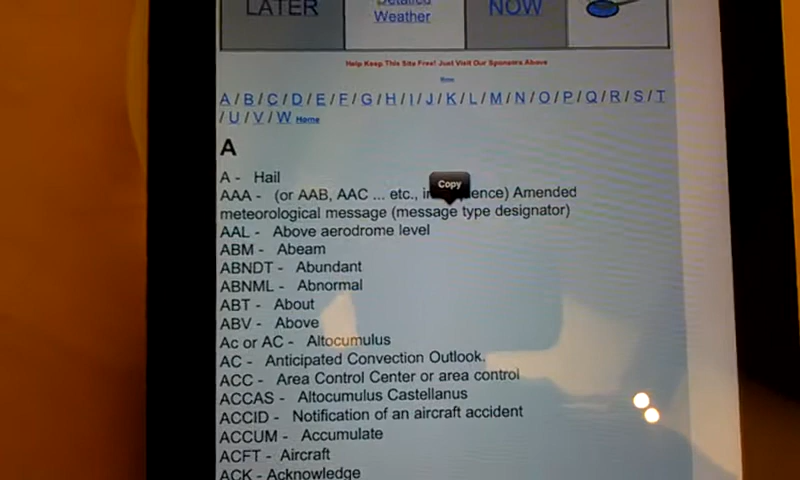 LATER
Detailed
Weather
NOW
Help Keep This Site Free! Just Visit Our Sponsors Above
A / B / C / D / E / F / G / H / I / J / K / L / M / N / O / P / Q / R / S / T
/ U / V / W Home
A
A - Hail
Copy
AAA - (or AAB, AAC ... etc., in Amended
meteorological message (message type designator)
AAL - Above aerodrome level
ABM - Abeam
ABNDT - Abundant
ABNML - Abnormal
ABT - About
ABV - Above
Ac or AC - Altocumulus
AC - Anticipated Convection Outlook.
ACC - Area Control Center or area control
ACCAS - Altocumulus Castellanus
ACCID - Notification of an aircraft accident
ACCUM - Accumulate
ACFT - Aircraft
ACK - Acknowledge